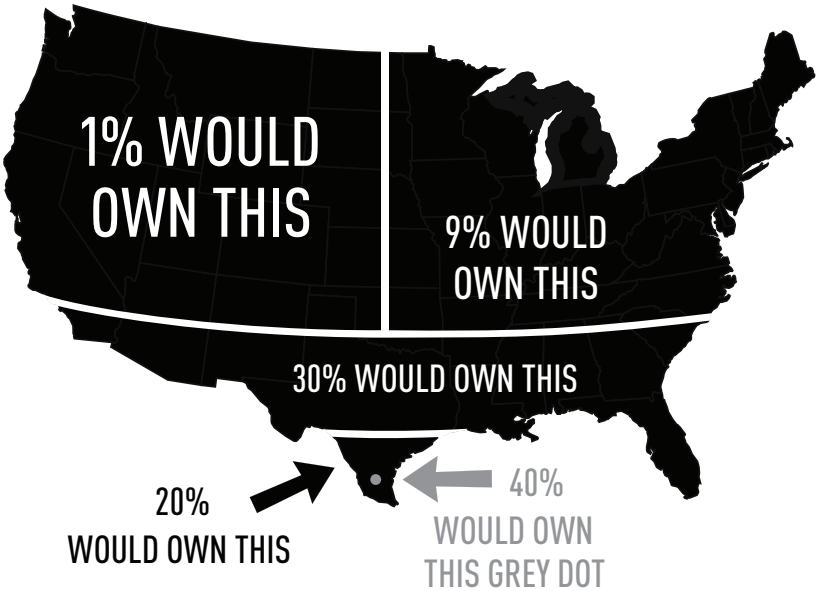 1% WOULD
OWN THIS
9% WOULD
OWN THIS
30% WOULD OWN THIS
20%
WOULD OWN THIS
40%
WOULD OWN
THIS GREY DOT